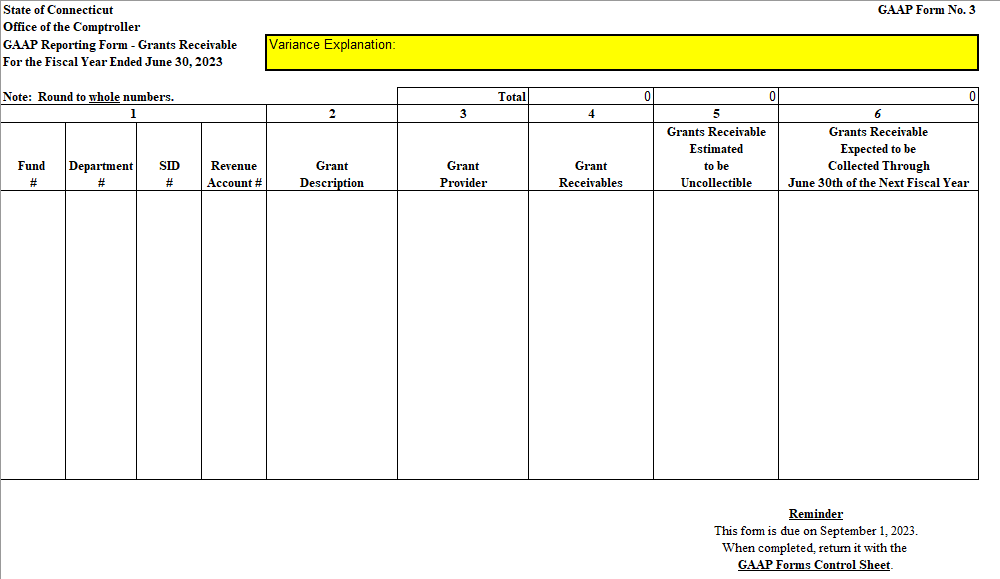 State of Connecticut
GAAP Form No. 3
Office of the Comptroller
GAAP Reporting Form - Grants Receivable
For the Fiscal Year Ended June 30, 2023
Variance Explanation:
Note: Round to whole numbers.
Total 0 0 0
1 2 3 4 5 6
Fund
#
Department
#
SID
#
Revenue
Account #
Grant
Description
Grant
Provider
Grant
Receivables
Grants Receivable
Estimated
to be
Uncollectible
Grants Receivable
Expected to be
Collected Through
June 30th of the Next Fiscal Year
Reminder
This form is due on September 1, 2023.
When completed, return it with the
GAAP Forms Control Sheet.